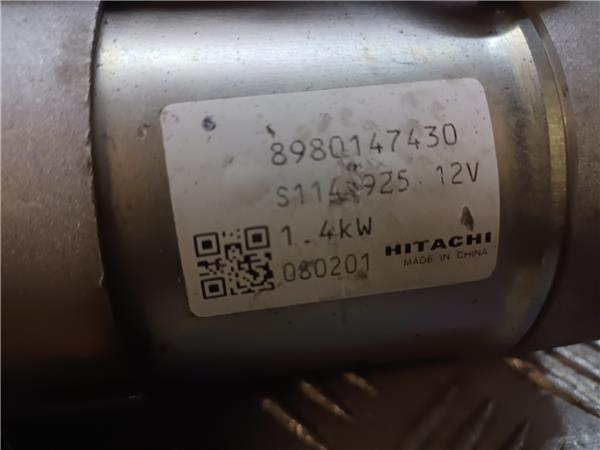 8980147430
12V
1.4kW
080201 HITACHI
MADE IN CHINA